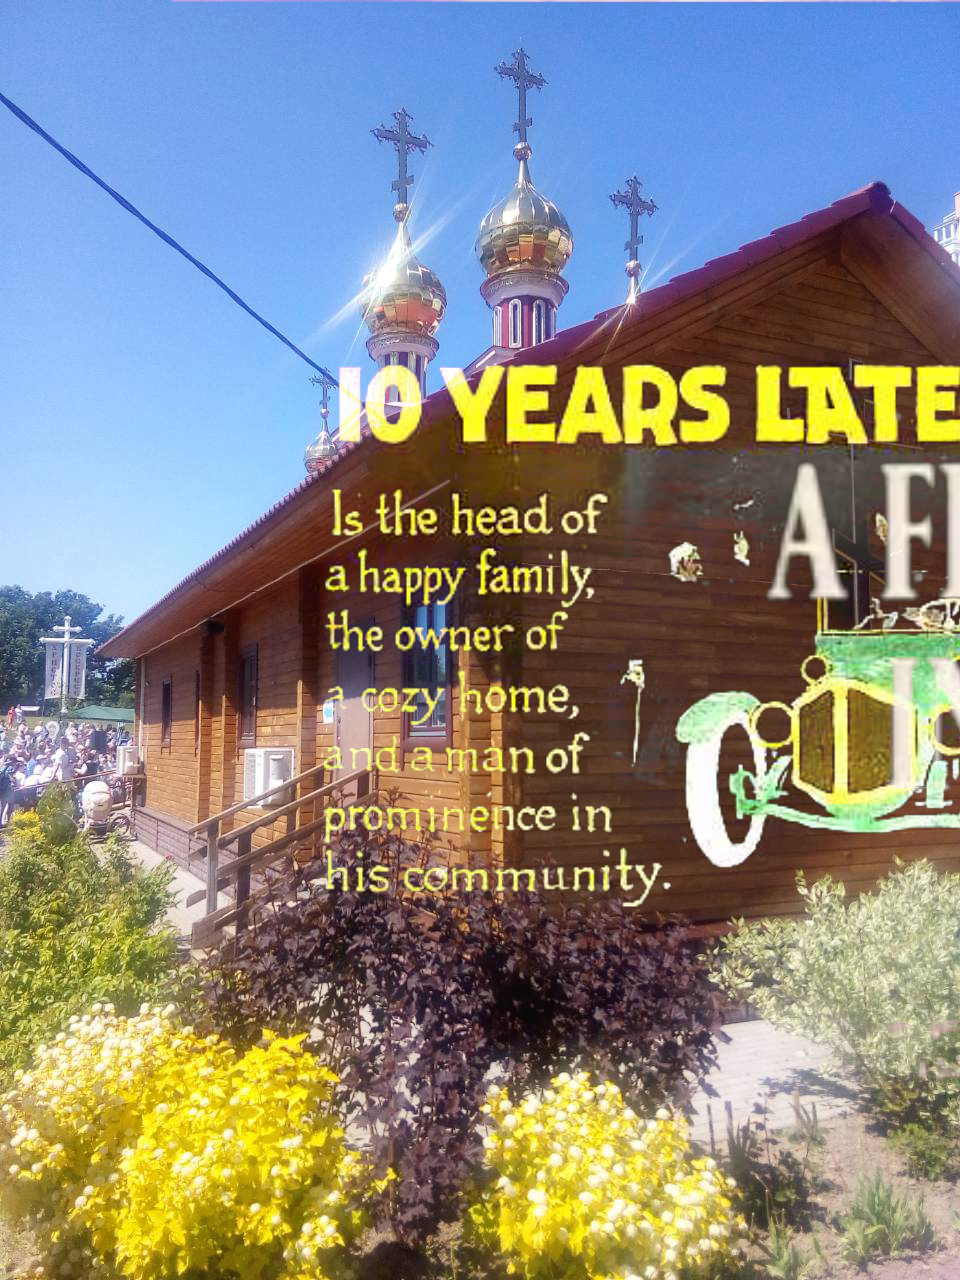 10 YEARS LATE
A F
Is the head of
a happy family,
the owner of
a cozy home,
and a man of
prominence in
his community.